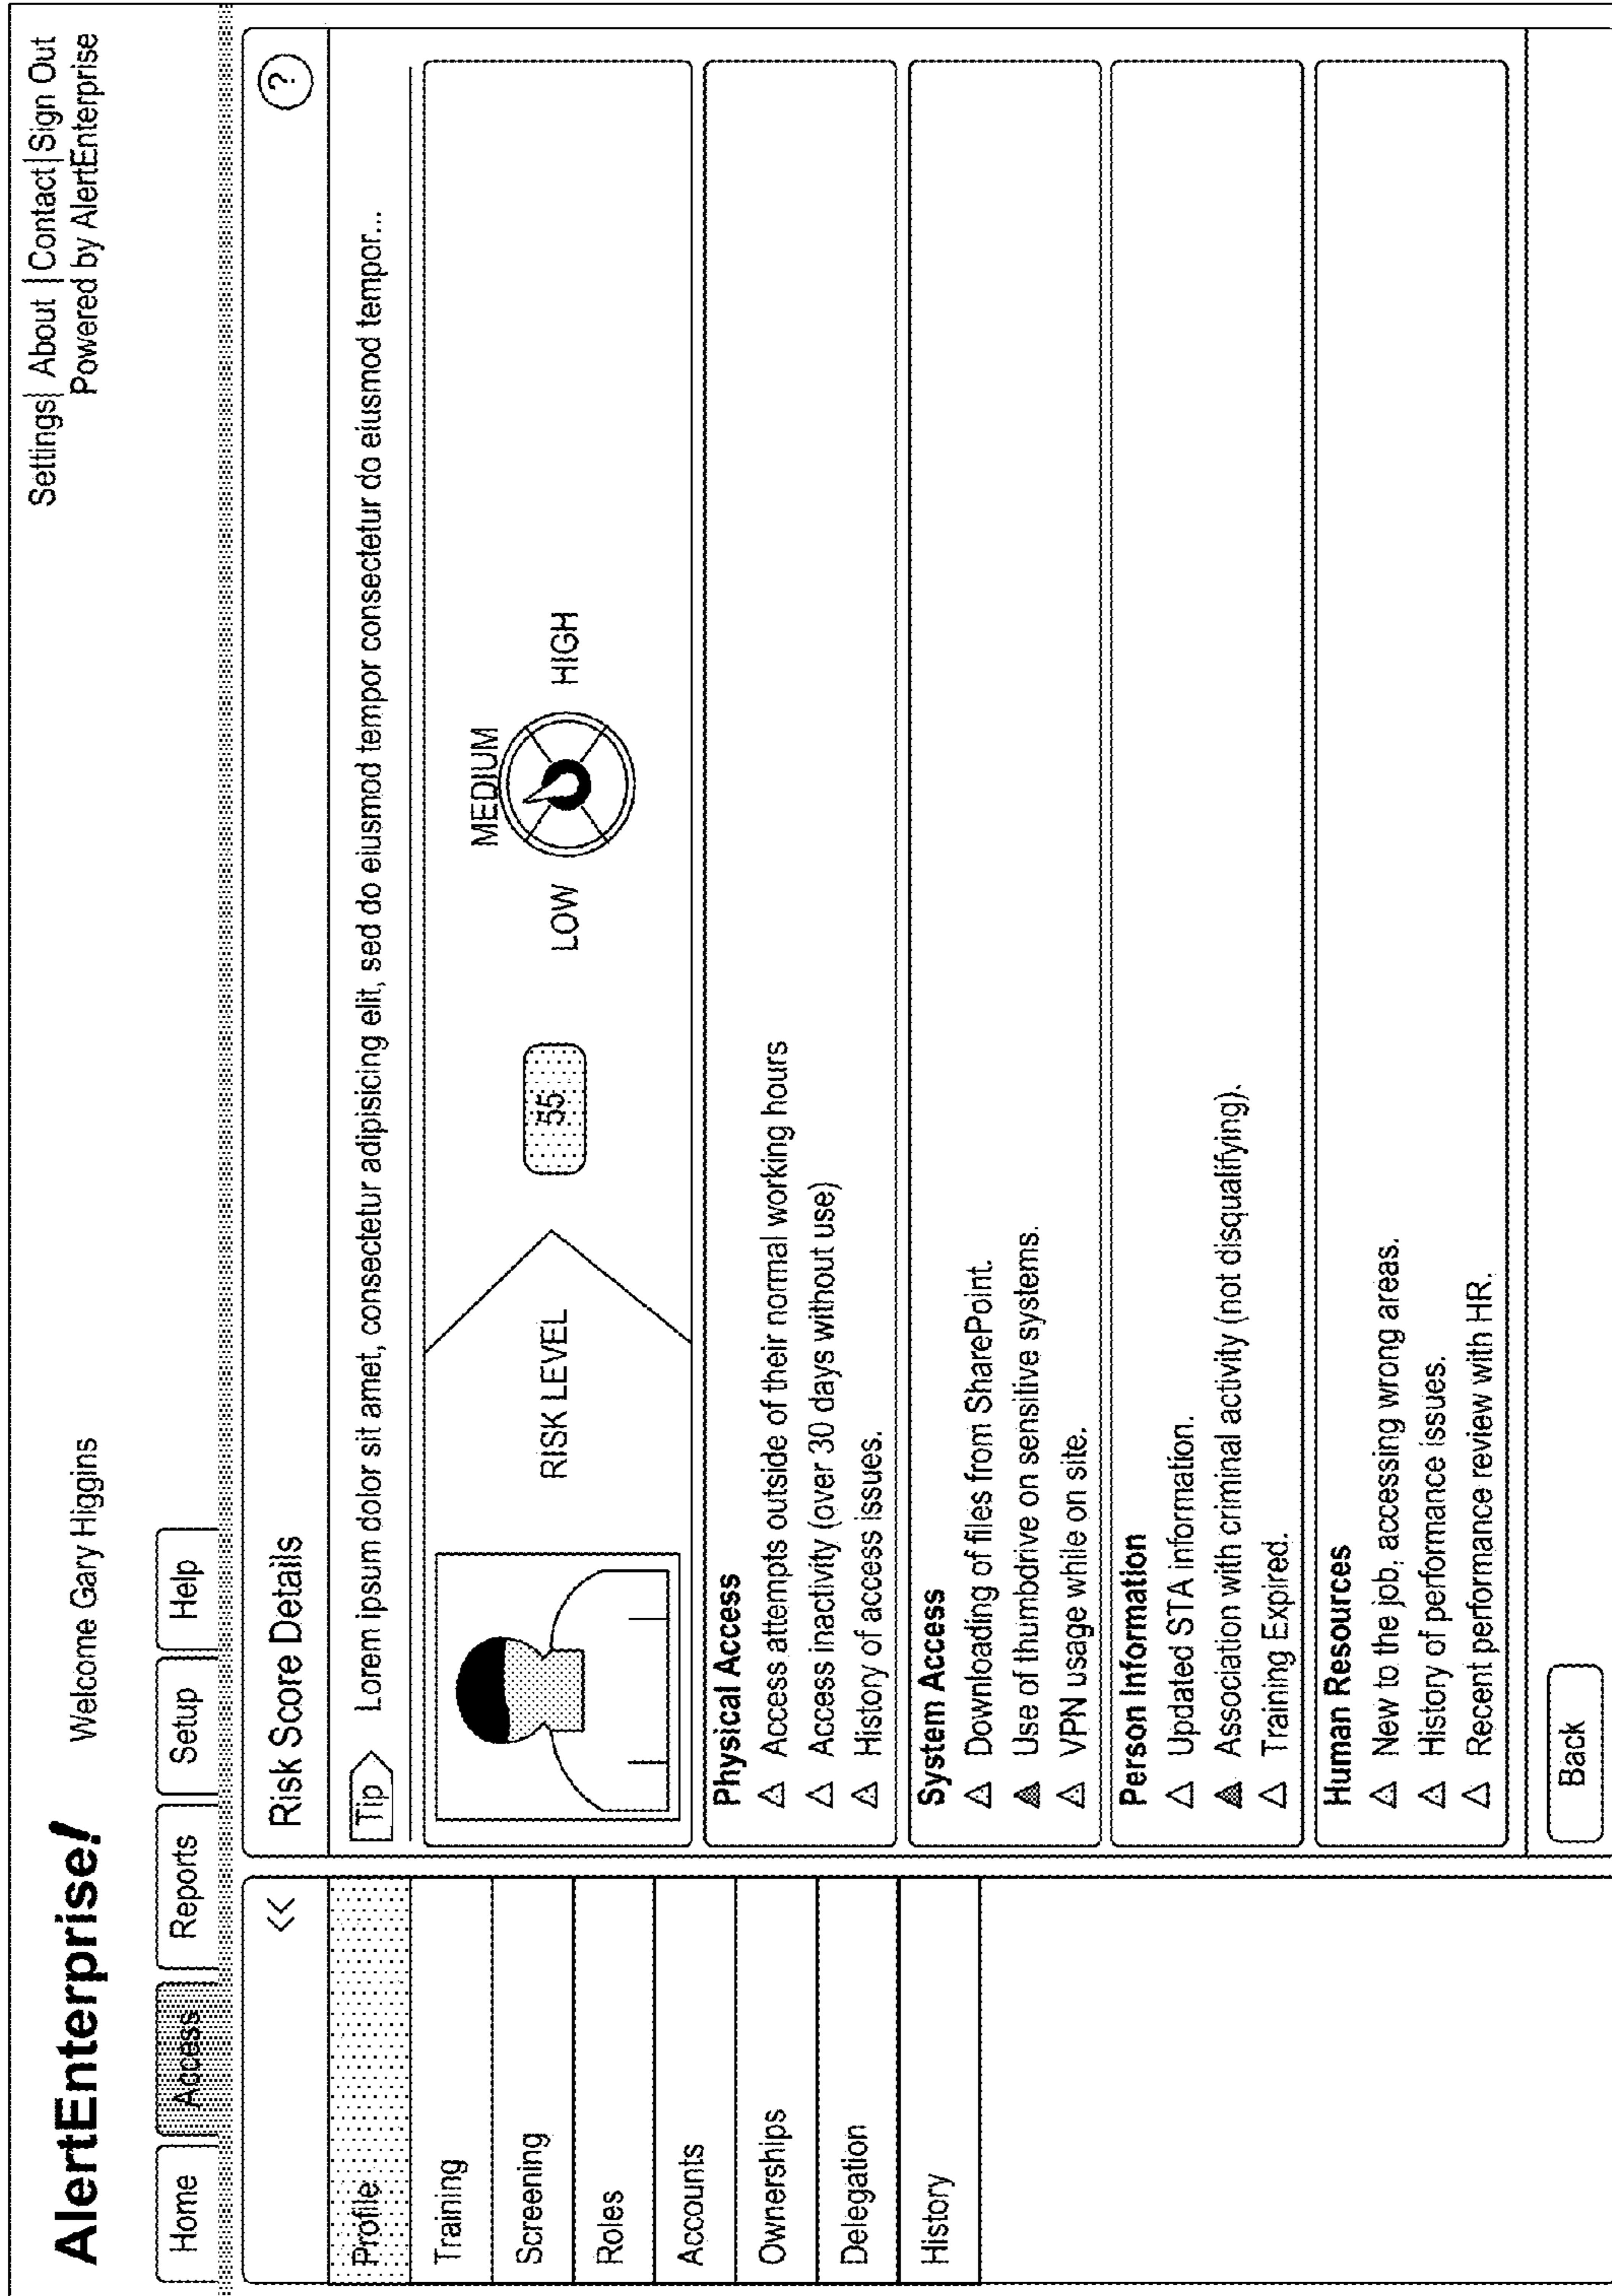 AlertEnterprise!
Welcome Gary Higgins
Settings| About |Contact|Sign Out
Powered by AlertEnterprise
Home
Access
Reports
Setup
Help
<<
Profile
Training
Screening
Roles
Accounts
Ownerships
Delegation
History
Risk Score Details
?
Tip
Lorem ipsum dolor sit amet, consectetur adipisicing elit, sed do eiusmod tempor consectetur do eiusmod tempor...
RISK LEVEL
55
LOW
MEDIUM
HIGH
Physical Access
Access attempts outside of their normal working hours
Access inactivity (over 30 days without use)
History of access issues.
System Access
Downloading of files from SharePoint.
Use of thumbdrive on sensitive systems.
VPN usage while on site.
Person Information
Updated STA information.
Association with criminal activity (not disqualifying).
Training Expired.
Human Resources
New to the job, accessing wrong areas.
History of performance issues.
Recent performance review with HR.
Back